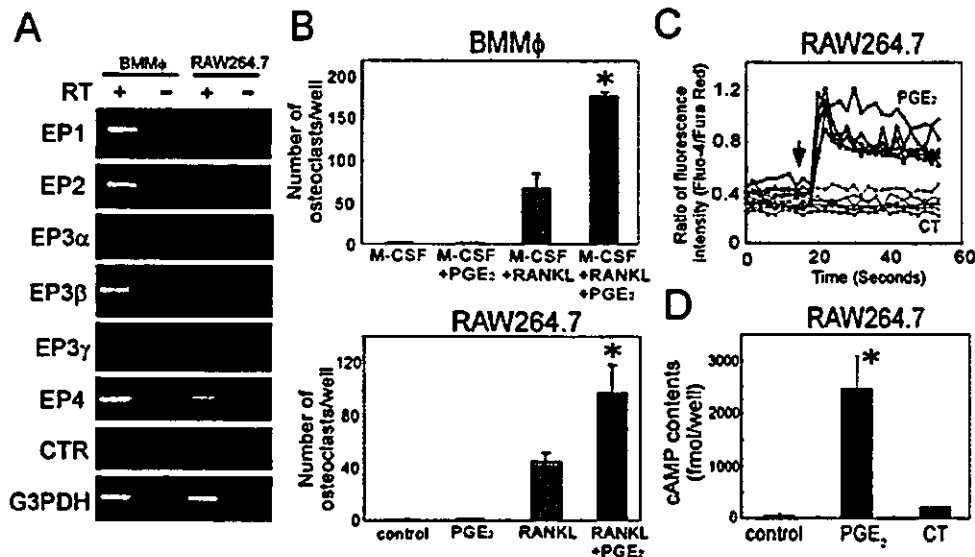 A
BMMϕ RAW264.7
RT + − + −
EP1
EP2
EP3α
EP3β
EP3γ
EP4
CTR
G3PDH
B
BMMϕ
Number of
osteoclasts/well
200
150
100
50
0
*
M-CSF M-CSF M-CSF M-CSF
+PGE₂ +RANKL +RANKL
+PGE₂
RAW264.7
Number of
osteoclasts/well
120
80
40
0
*
control PGE₂ RANKL RANKL
+PGE₂
C
RAW264.7
Ratio of fluorescence
intensity (Fluo-4/Fura Red)
1.2
0.8
0.4
0
PGE₂
CT
0 20 40 60
Time (Seconds)
D
RAW264.7
cAMP contents
(fmol/well)
3000
2000
1000
0
*
control PGE₂ CT